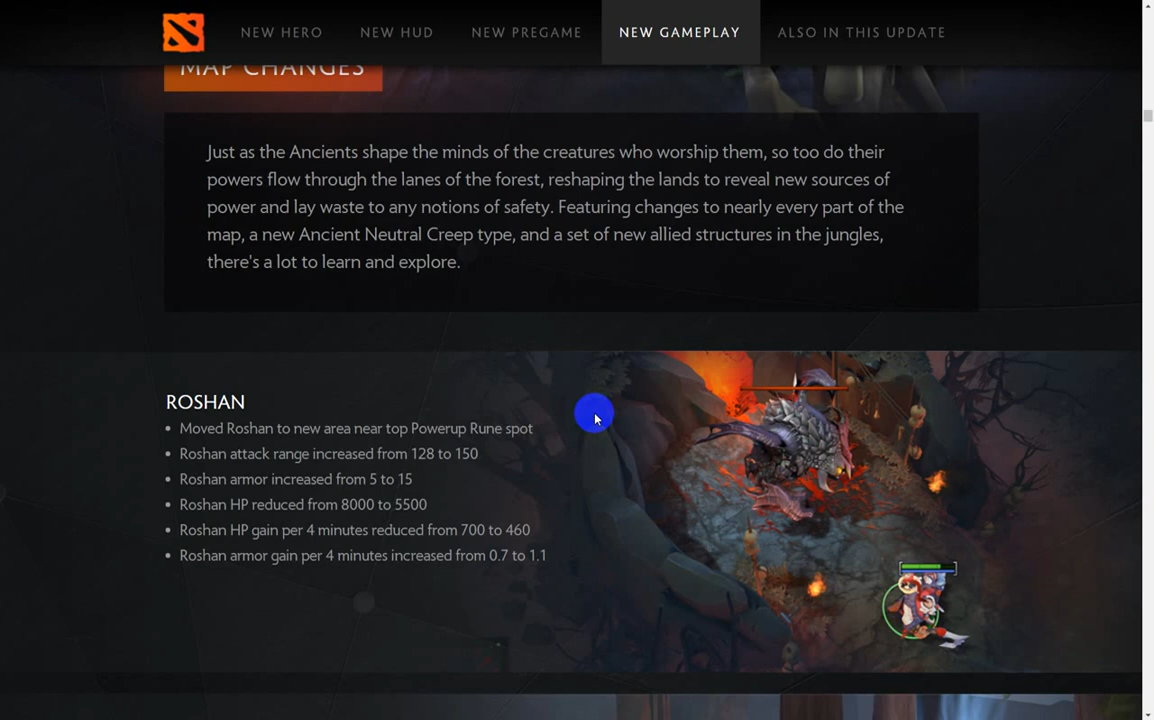 NEW HERO NEW HUD NEW PREGAME NEW GAMEPLAY ALSO IN THIS UPDATE
MAP CHANGES
Just as the Ancients shape the minds of the creatures who worship them, so too do their
powers flow through the lanes of the forest, reshaping the lands to reveal new sources of
power and lay waste to any notions of safety. Featuring changes to nearly every part of the
map, a new Ancient Neutral Creep type, and a set of new allied structures in the jungles,
there's a lot to learn and explore.
ROSHAN
• Moved Roshan to new area near top Powerup Rune spot
• Roshan attack range increased from 128 to 150
• Roshan armor increased from 5 to 15
• Roshan HP reduced from 8000 to 5500
• Roshan HP gain per 4 minutes reduced from 700 to 460
• Roshan armor gain per 4 minutes increased from 0.7 to 1.1